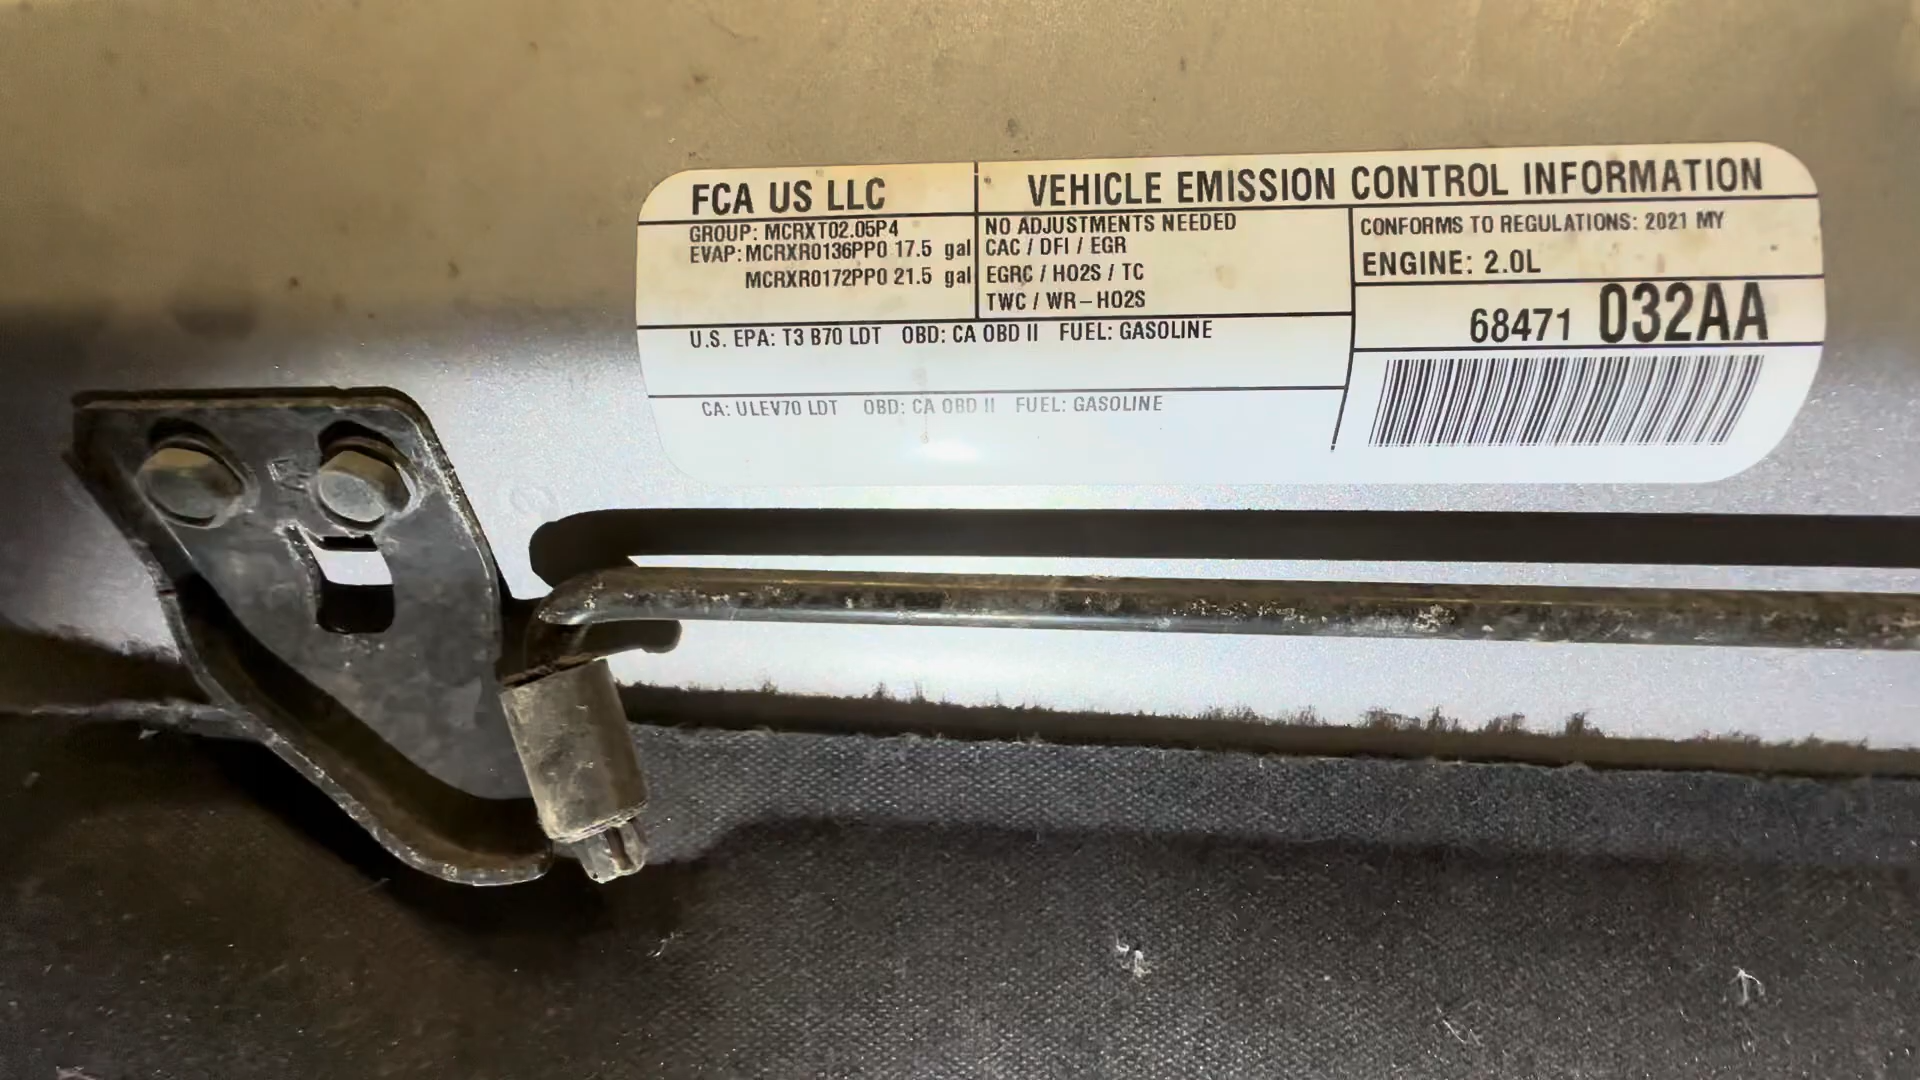 FCA US LLC
VEHICLE EMISSION CONTROL INFORMATION
GROUP: MCRXT02.05P4
EVAP: MCRXR0136PP0 17.5 gal
MCRXR0172PP0 21.5 gal
NO ADJUSTMENTS NEEDED
CAC / DFI / EGR
EGRC / HO2S / TC
TWC / WR-HO2S
CONFORMS TO REGULATIONS: 2021 MY
ENGINE: 2.0L
68471 032AA
U.S. EPA: T3 B70 LDT OBD: CA OBD II FUEL: GASOLINE
CA: ULEV70 LDT OBD: CA OBD II FUEL: GASOLINE